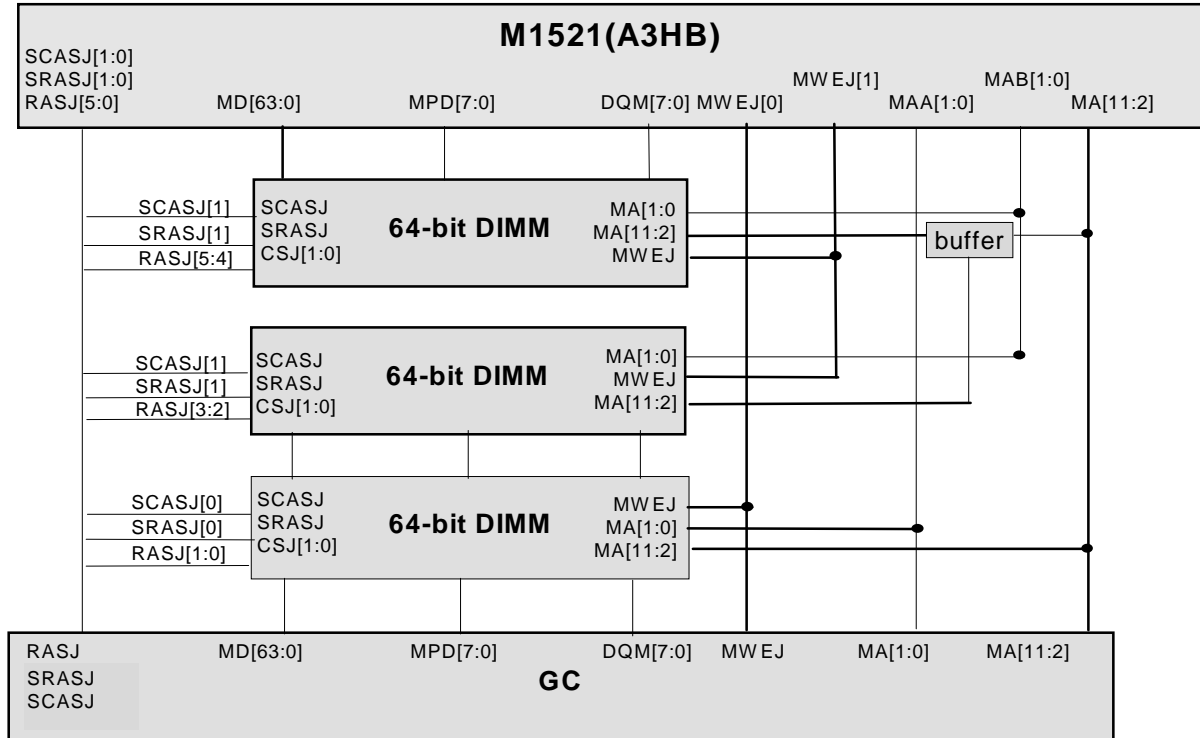 M1521(A3HB)
SCASJ[1:0]
SRASJ[1:0]
RASJ[5:0]
MD[63:0]
MPD[7:0]
DQM[7:0]
MWEJ[0]
MWEJ[1]
MAA[1:0]
MAB[1:0]
MA[11:2]
SCASJ[1]
SRASJ[1]
RASJ[5:4]
SCASJ
SRASJ
CSJ[1:0]
64-bit DIMM
MA[1:0
MA[11:2]
MWEJ
buffer
SCASJ[1]
SRASJ[1]
RASJ[3:2]
SCASJ
SRASJ
CSJ[1:0]
64-bit DIMM
MA[1:0]
MWEJ
MA[11:2]
SCASJ[0]
SRASJ[0]
RASJ[1:0]
SCASJ
SRASJ
CSJ[1:0]
64-bit DIMM
MWEJ
MA[1:0]
MA[11:2]
RASJ
SRASJ
SCASJ
MD[63:0]
MPD[7:0]
DQM[7:0]
MWEJ
MA[1:0]
MA[11:2]
GC